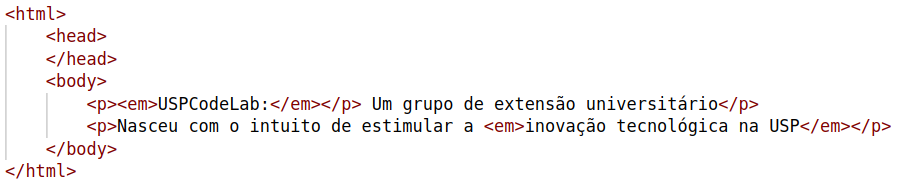 <html>
<head>
</head>
<body>
<p><em>USPCodeLab:</em></p> Um grupo de extensão universitário</p>
<p>Nasceu com o intuito de estimular a <em>inovação tecnológica na USP</em></p>
</body>
</html>